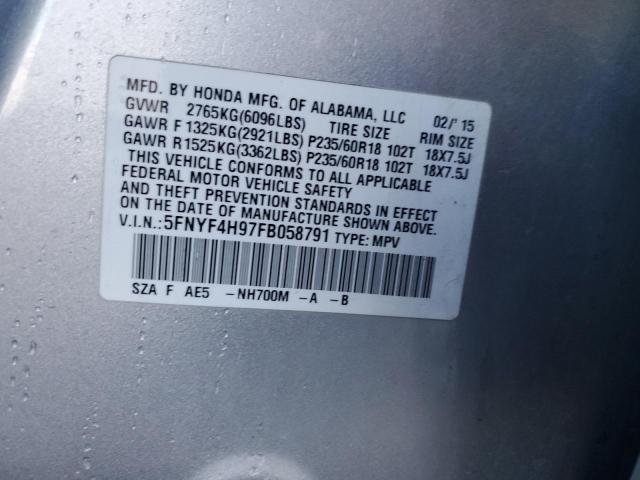 MFD. BY HONDA MFG. OF ALABAMA, LLC 02/'15
GVWR 2765KG(6096LBS) TIRE SIZE RIM SIZE
GAWR F 1325KG(2921LBS) P235/60R18 102T 18X7.5J
GAWR R1525KG(3362LBS) P235/60R18 102T 18X7.5J
THIS VEHICLE CONFORMS TO ALL APPLICABLE
FEDERAL MOTOR VEHICLE SAFETY
AND THEFT PREVENTION STANDARDS IN EFFECT
ON THE DATE OF MANUFACTURE SHOWN ABOVE.
V.I.N.:5FNYF4H97FB058791 TYPE: MPV
SZA F AE5 -NH700M -A -B